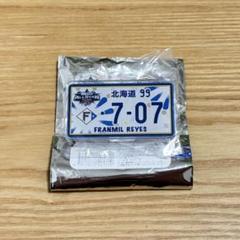 北海道 99
F 7-07
FRANMIL REYES